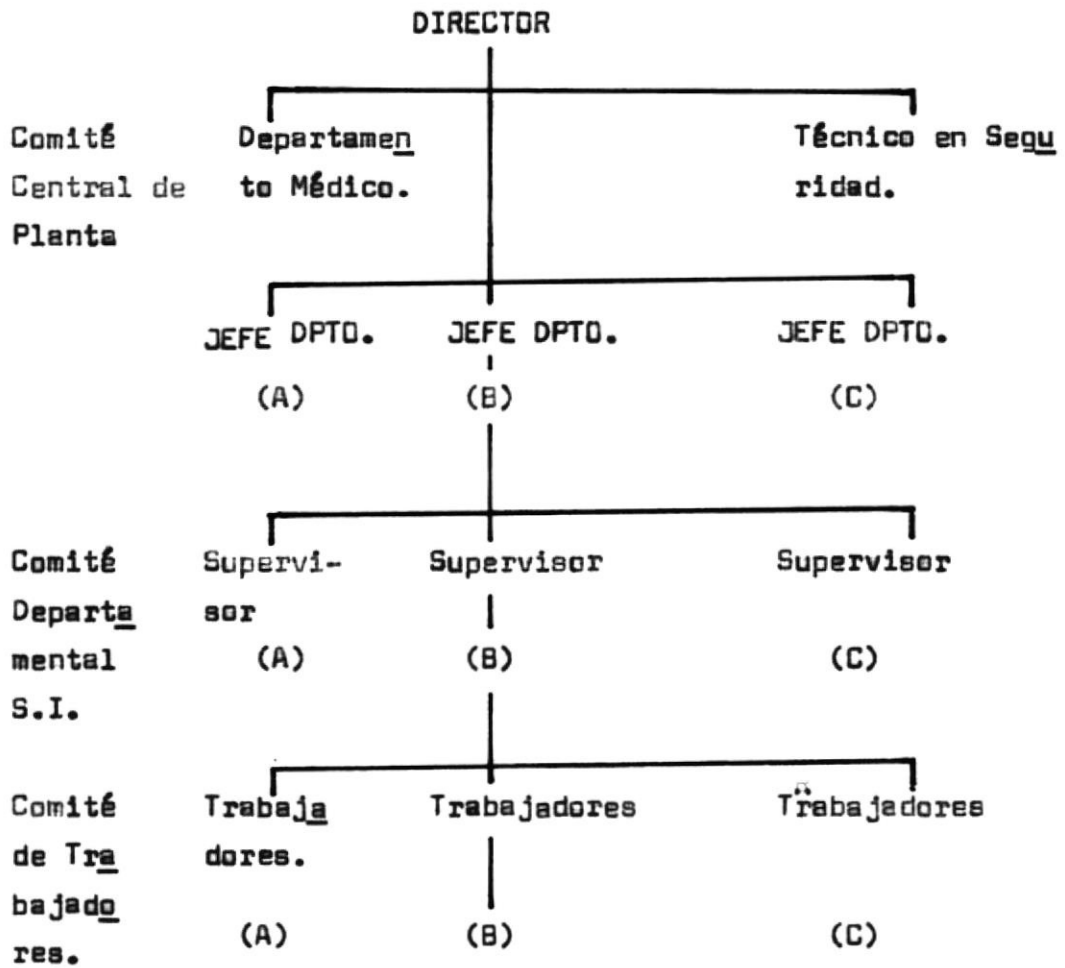 DIRECTOR
Comité Departamen Técnico en Segu
Central de to Médico. ridad.
Planta
JEFE DPTO. JEFE DPTO. JEFE DPTO.
(A) (B) (C)
Comité Supervi- Supervisor Supervisor
Departa sor
mental (A) (B) (C)
S.I.
Comité Trabaja Trabajadores Trabajadores
de Tra dores.
bajado
res. (A) (B) (C)